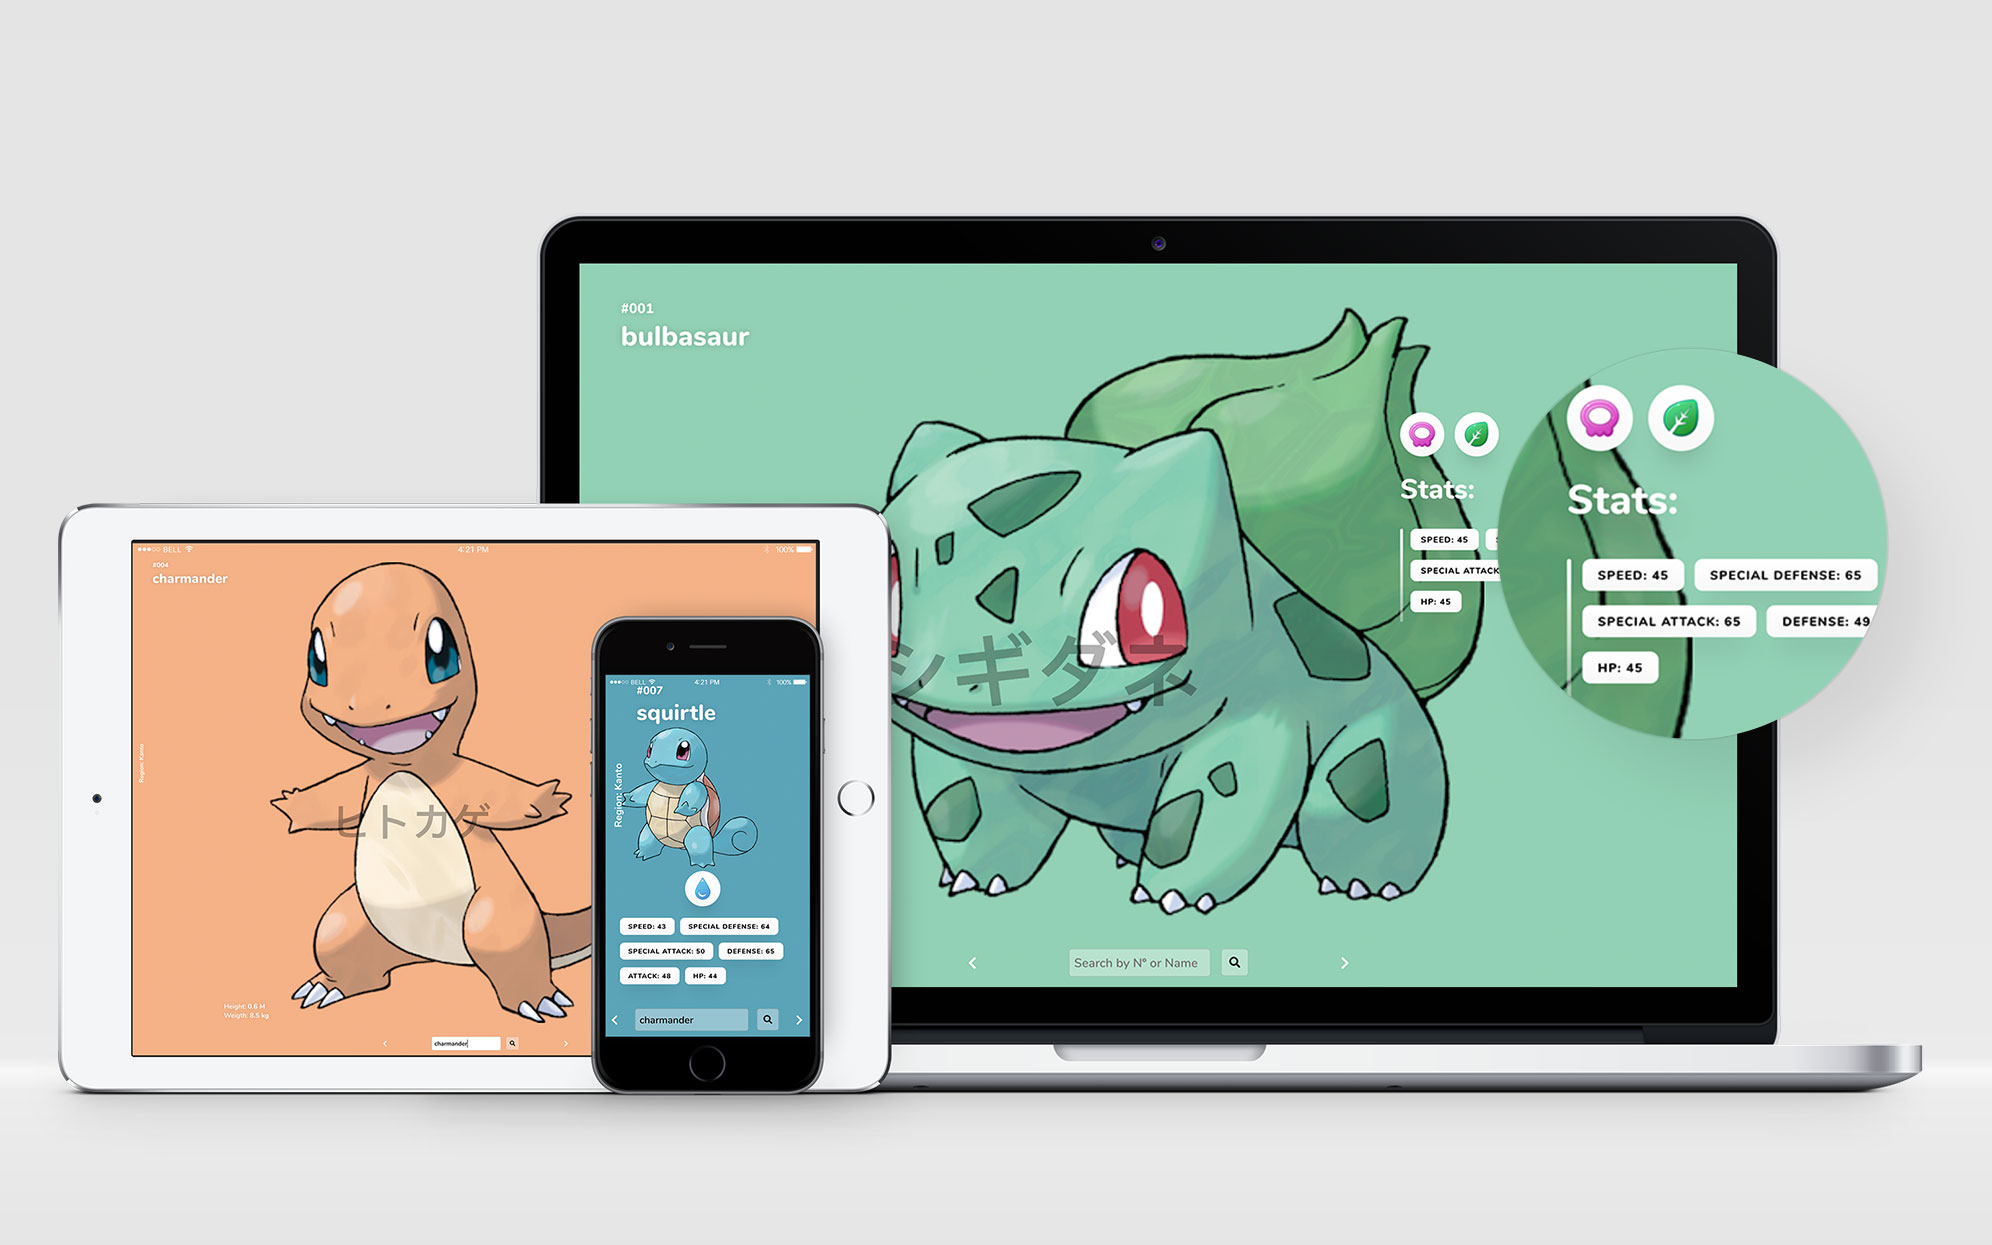 #001
bulbasaur
シギダネ
Stats:
SPEED: 45
SPECIAL ATTACK
HP: 45
Search by Nº or Name
Stats:
SPEED: 45 SPECIAL DEFENSE: 65
SPECIAL ATTACK: 65 DEFENSE: 49
HP: 45
BELL 4:21 PM 100%
#004
charmander
Region: Kanto
ヒトカゲ
Height: 0.6 M
Weigth: 8.5 kg
charmander
BELL 4:21 PM 100%
#007
squirtle
Region: Kanto
SPEED: 43 SPECIAL DEFENSE: 64
SPECIAL ATTACK: 50 DEFENSE: 65
ATTACK: 48 HP: 44
charmander